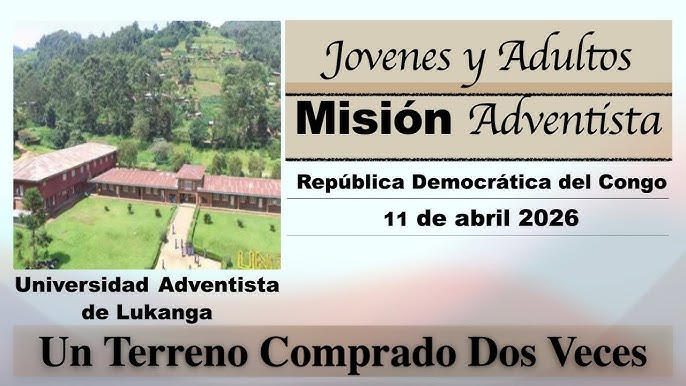 Jovenes y Adultos
Misión Adventista
República Democrática del Congo
11 de abril 2026
Universidad Adventista
de Lukanga
Un Terreno Comprado Dos Veces